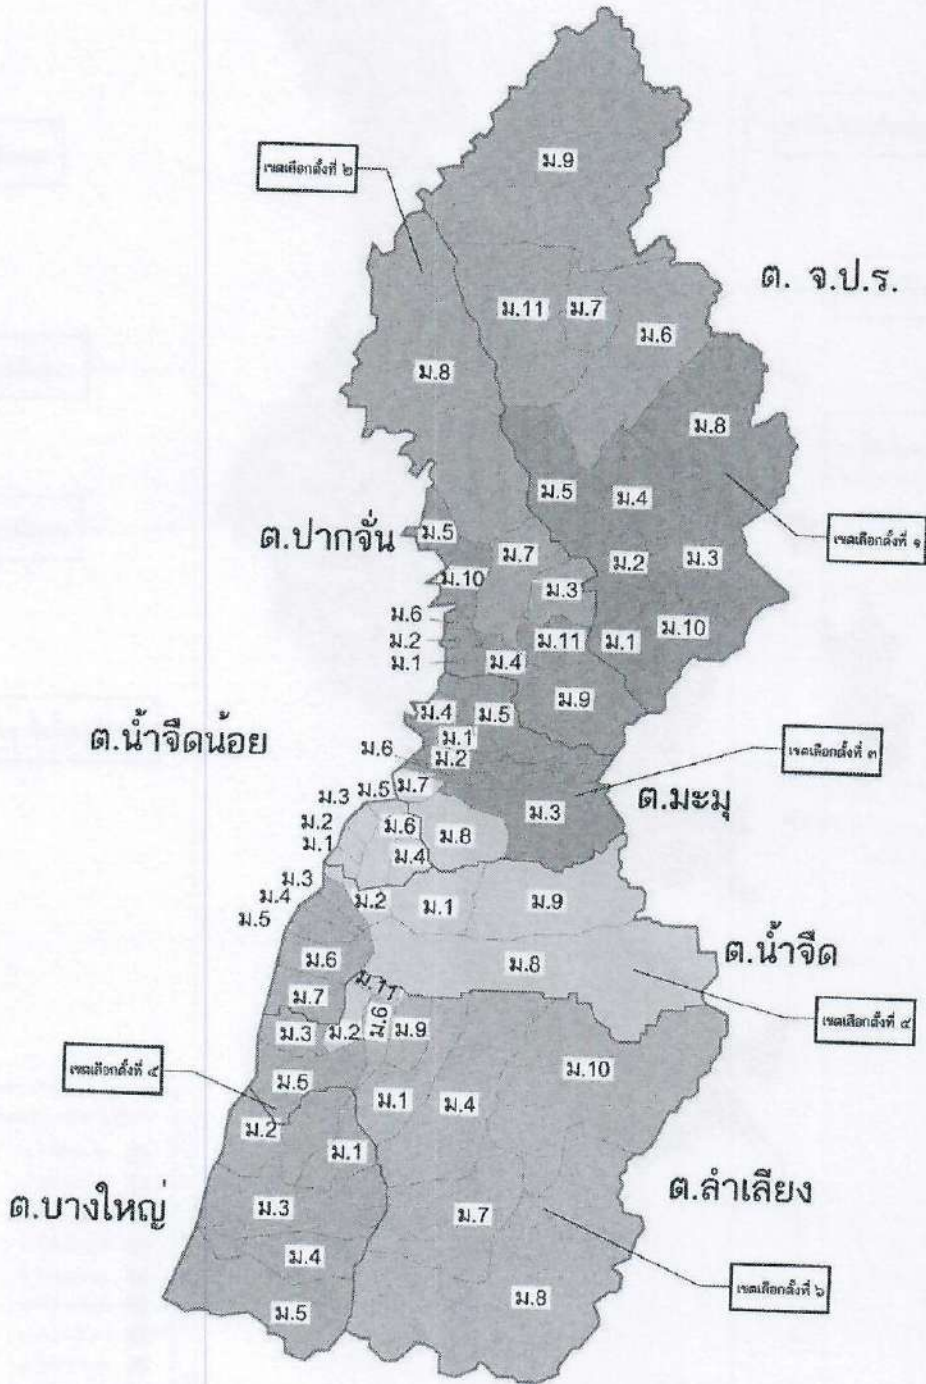 ม.9
เขตเลือกตั้งที่ ๒
ต. จ.ป.ร.
ม.11
ม.7
ม.6
ม.8
ม.8
ม.5
ม.4
เขตเลือกตั้งที่ ๑
ต.ปากจั่น
ม.5
ม.7
ม.2
ม.3
ม.10
ม.3
ม.6
ม.2
ม.11
ม.1
ม.10
ม.1
ม.4
ม.9
ม.4
ม.5
ต.น้ำจืดน้อย
ม.1
ม.6
ม.2
เขตเลือกตั้งที่ ๓
ม.5
ม.7
ม.3
ต.มะมุ
ม.3
ม.2
ม.6
ม.8
ม.1
ม.4
ม.3
ม.4
ม.2
ม.1
ม.9
ม.5
ม.6
ม.8
ต.น้ำจืด
ม.7
ม.11
ม.3
ม.2
ม.6
ม.9
เขตเลือกตั้งที่ ๔
เขตเลือกตั้งที่ ๕
ม.5
ม.10
ม.1
ม.4
ม.2
ม.1
ต.บางใหญ่
ม.3
ม.7
ต.ลำเลียง
ม.4
ม.8
เขตเลือกตั้งที่ ๖
ม.5